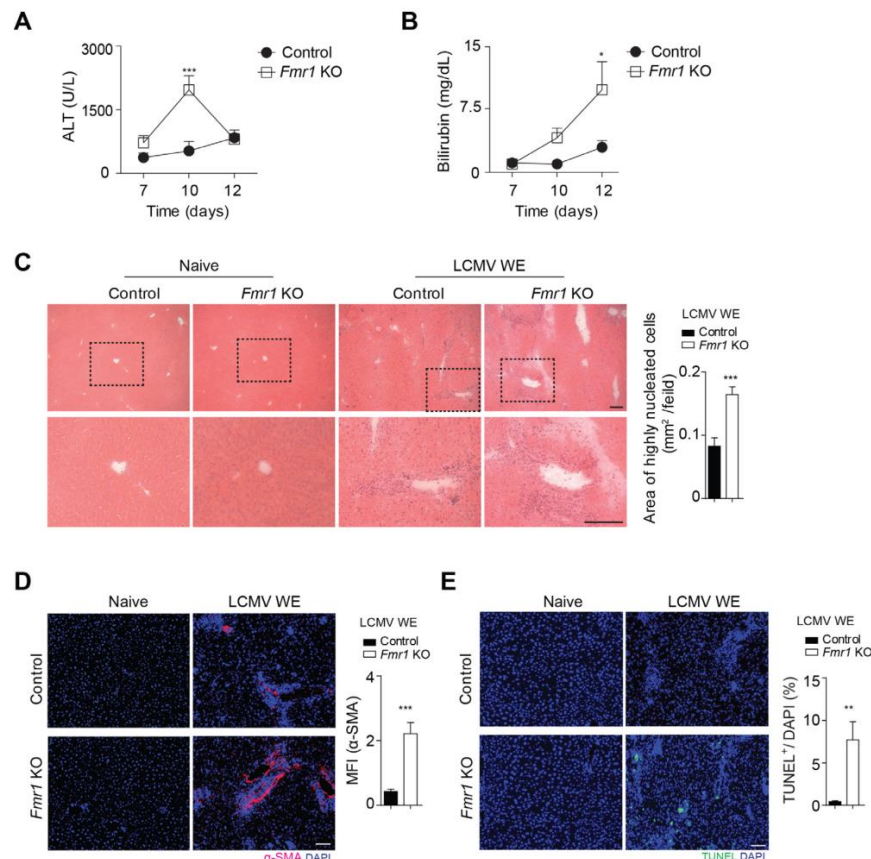 A
ALT (U/L)
3000
1500
0
7 10 12
Time (days)
***
Control
Fmr1 KO
B
Bilirubin (mg/dL)
15
7.5
0
7 10 12
Time (days)
*
Control
Fmr1 KO
C
Naive LCMV WE
Control Fmr1 KO Control Fmr1 KO
LCMV WE
Control
Fmr1 KO
Area of highly nucleated cells
(mm² /feild)
0.2
0.1
0
***
D
Naive LCMV WE
Control
Fmr1 KO
α-SMA DAPI
LCMV WE
Control
Fmr1 KO
MFI (α-SMA)
4
2
0
***
E
Naive LCMV WE
Control
Fmr1 KO
TUNEL DAPI
LCMV WE
Control
Fmr1 KO
TUNEL⁺/ DAPI (%)
15
10
5
0
**